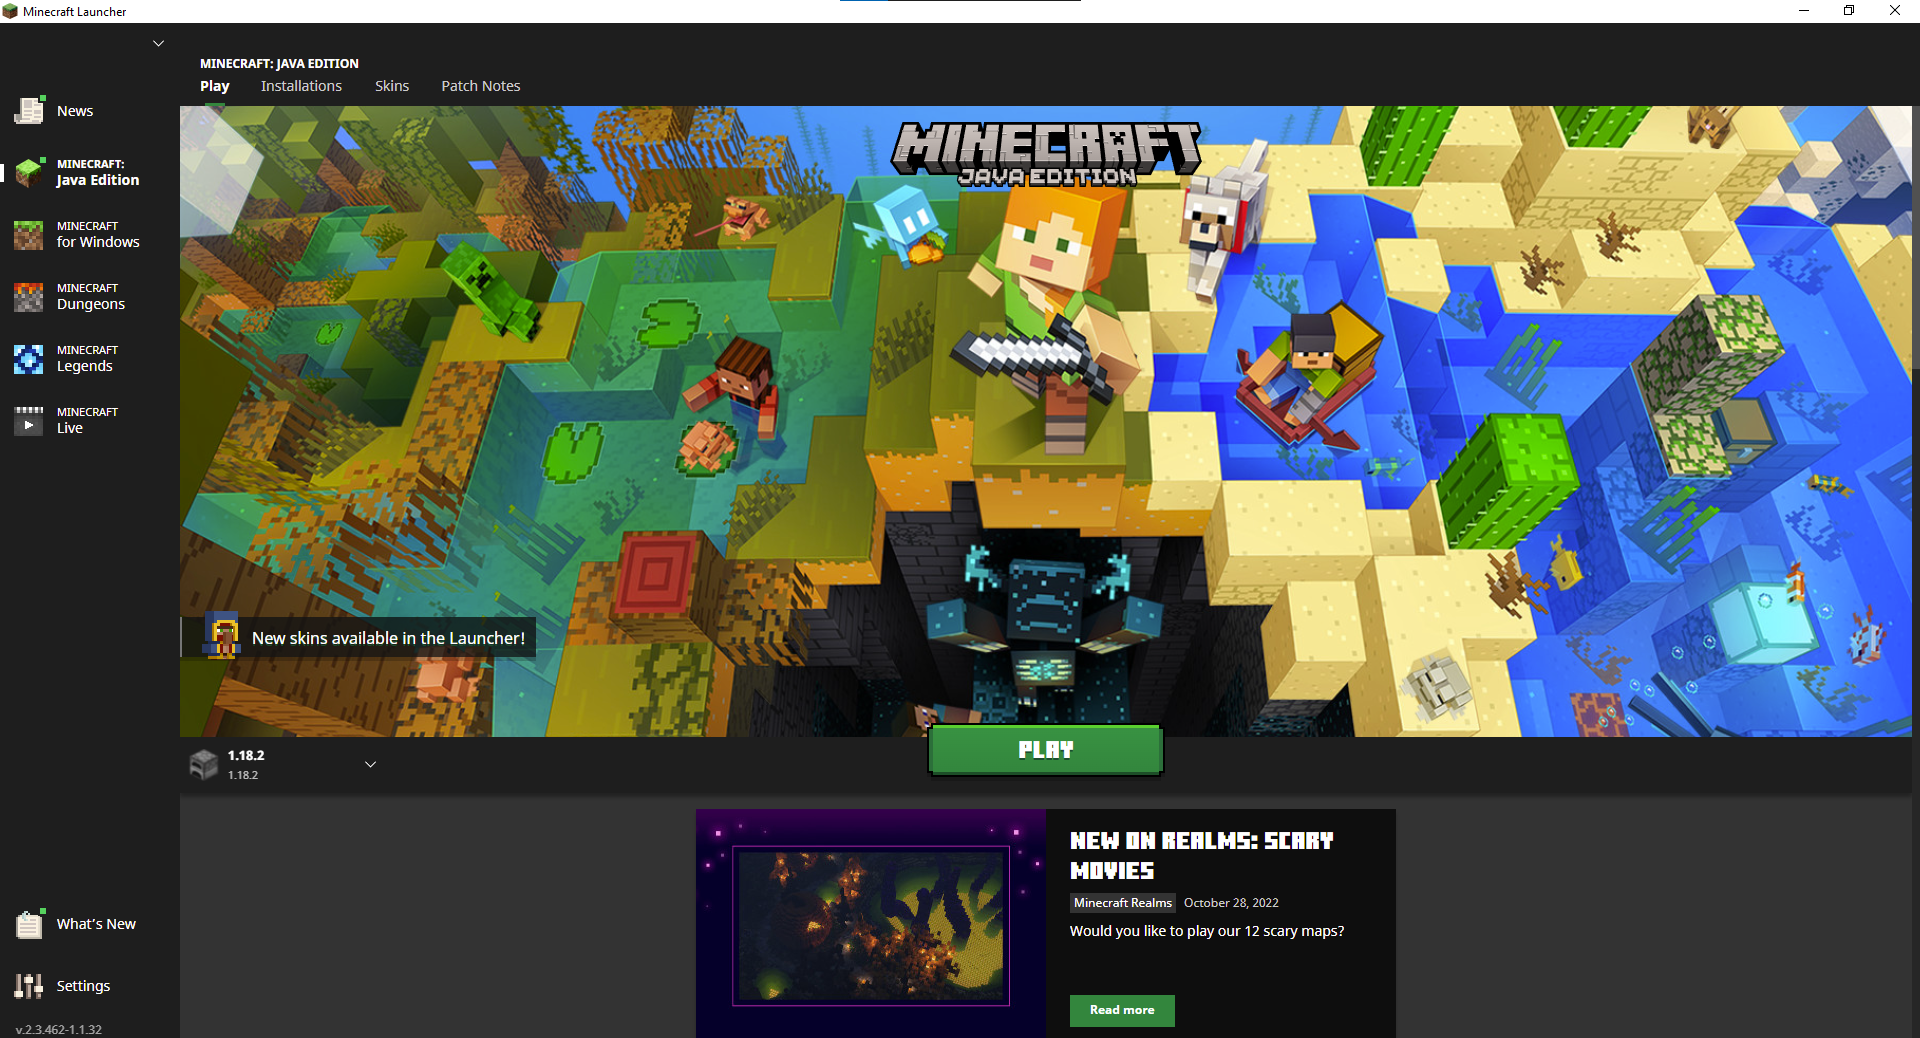 Minecraft Launcher
MINECRAFT: JAVA EDITION
Play
Installations
Skins
Patch Notes
News
MINECRAFT:
Java Edition
MINECRAFT
for Windows
MINECRAFT
Dungeons
MINECRAFT
Legends
MINECRAFT
Live
MINECRAFT
JAVA EDITION
New skins available in the Launcher!
1.18.2
1.18.2
PLAY
NEW ON REALMS: SCARY
MOVIES
Minecraft Realms October 28, 2022
Would you like to play our 12 scary maps?
Read more
What's New
Settings
v.2.3.462-1.1.32